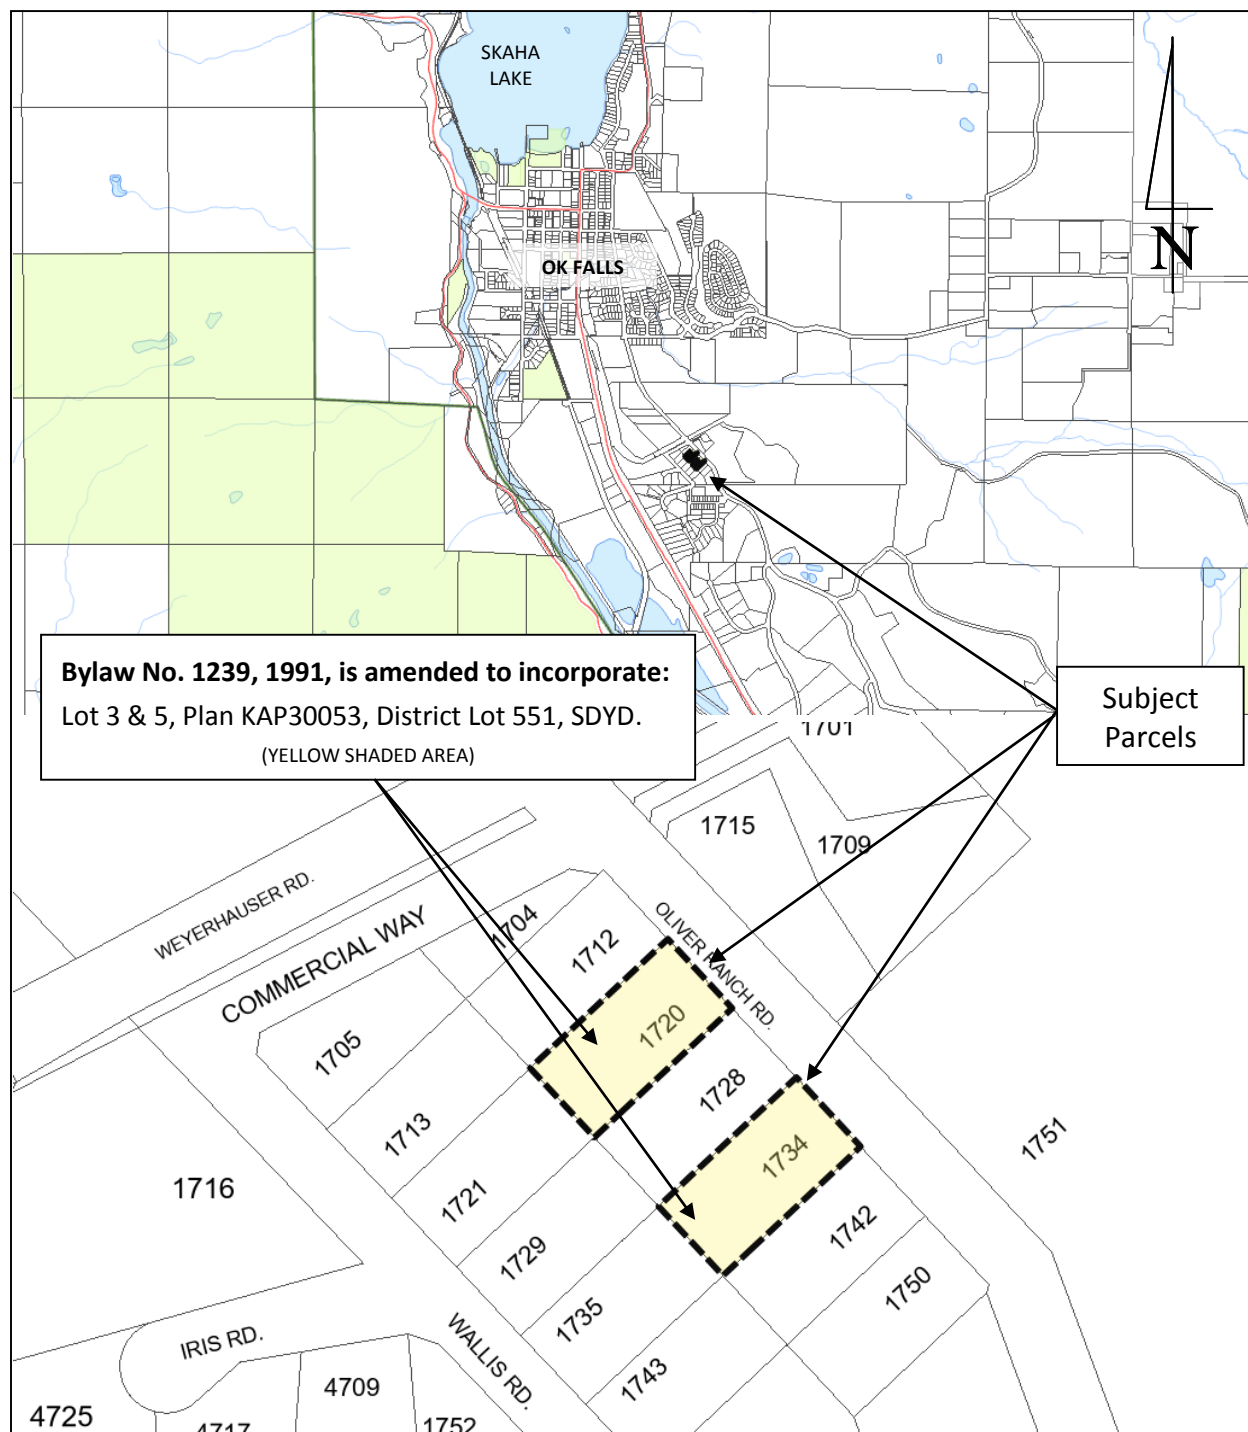 SKAHA
LAKE
OK FALLS
N
Bylaw No. 1239, 1991, is amended to incorporate:
Lot 3 & 5, Plan KAP30053, District Lot 551, SDYD.
(YELLOW SHADED AREA)
Subject
Parcels
1701
1715
1709
WEYERHAUSER RD.
COMMERCIAL WAY
1704
1712
OLIVER RANCH RD.
1705
1720
1713
1728
1734
1751
1716
1721
1742
1729
1750
1735
IRIS RD.
WALLIS RD.
1743
4709
4725
4717
1752